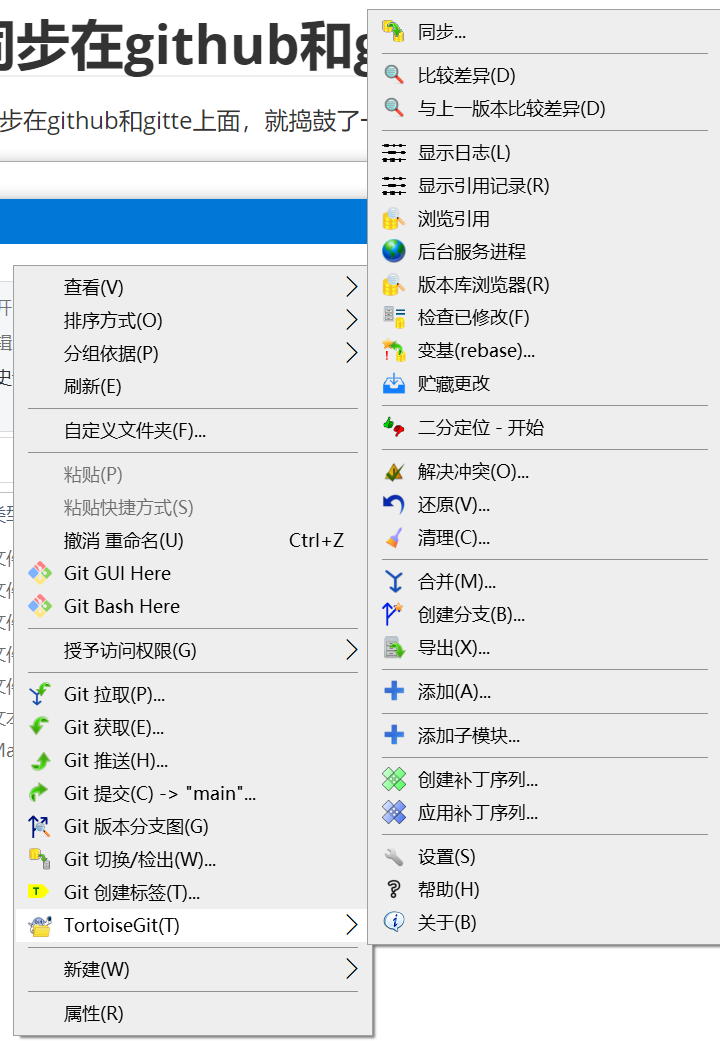 同步在github和g
步在github和gitte上面，就捣鼓了一
查看(V)
排序方式(O)
分组依据(P)
刷新(E)
自定义文件夹(F)...
粘贴(P)
粘贴快捷方式(S)
撤消 重命名(U) Ctrl+Z
Git GUI Here
Git Bash Here
授予访问权限(G)
Git 拉取(P)...
Git 获取(E)...
Git 推送(H)...
Git 提交(C) -> "main"...
Git 版本分支图(G)
Git 切换/检出(W)...
Git 创建标签(T)...
TortoiseGit(T)
新建(W)
属性(R)
同步...
比较差异(D)
与上一版本比较差异(D)
显示日志(L)
显示引用记录(R)
浏览引用
后台服务进程
版本库浏览器(R)
检查已修改(F)
变基(rebase)...
贮藏更改
二分定位 - 开始
解决冲突(O)...
还原(V)...
清理(C)...
合并(M)...
创建分支(B)...
导出(X)...
添加(A)...
添加子模块...
创建补丁序列...
应用补丁序列...
设置(S)
帮助(H)
关于(B)